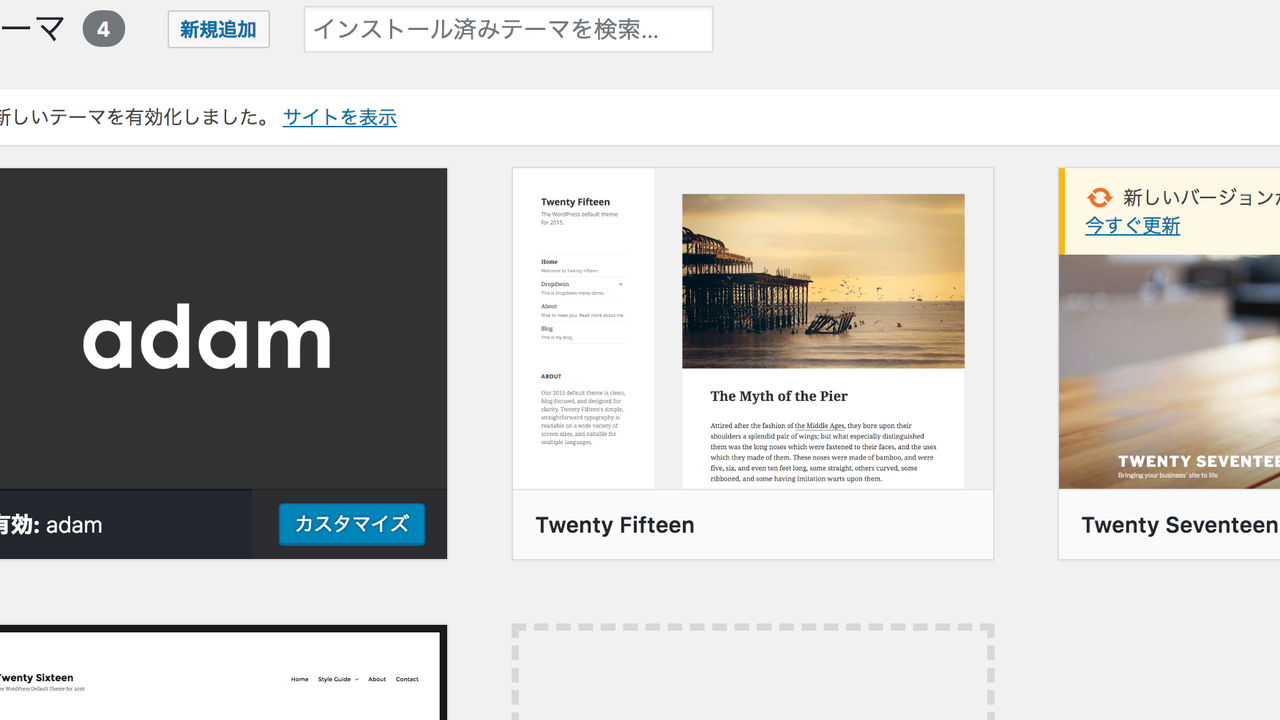 ーマ 4 新規追加 インストール済みテーマを検索...
新しいテーマを有効化しました。 サイトを表示
adam
有効: adam カスタマイズ
Twenty Fifteen
The WordPress default theme
for 2015.
Home
Welcome to Twenty Fifteen.
Dropdwon
This is dropdown menu demo.
About
Nice to meet you. Read more about me.
Blog
This is my blog.
ABOUT
Our 2015 default theme is clean,
blog-focused, and designed for
clarity. Twenty Fifteen's simple,
straightforward typography is
readable on a wide variety of
screen sizes, and suitable for
multiple languages.
The Myth of the Pier
Attired after the fashion of the Middle Ages, they bore upon their
shoulders a splendid pair of wings; but what especially distinguished
them was the long noses which were fastened to their faces, and the uses
which they made of them. These noses were made of bamboo, and were
five, six, and even ten feet long, some straight, others curved, some
ribboned, and some having imitation warts upon them.
Twenty Fifteen
新しいバージョンが
今すぐ更新
TWENTY SEVENTEE
Bringing your business' site to life
Twenty Seventeen
Twenty Sixteen
The WordPress Default Theme for 2016
Home Style Guide About Contact